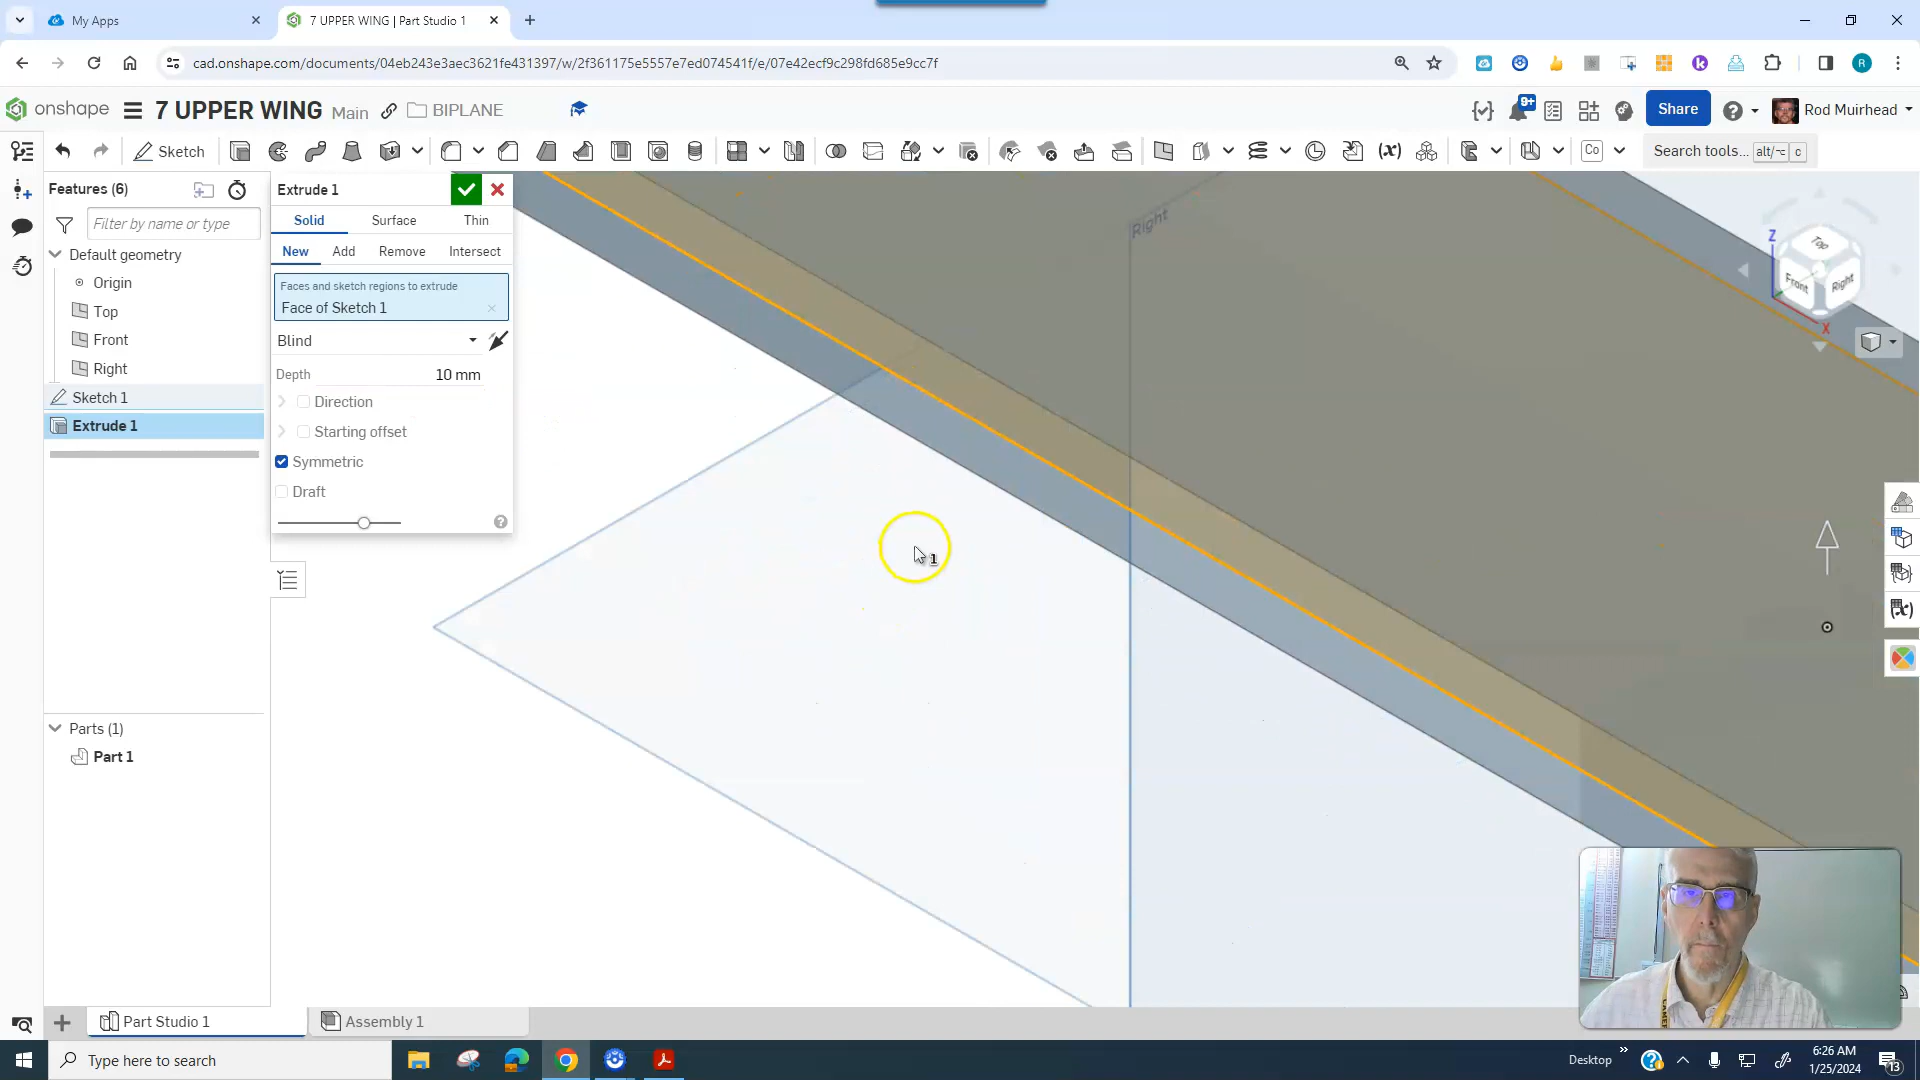 My Apps
7 UPPER WING | Part Studio 1
cad.onshape.com/documents/04eb243e3aec3621fe431397/w/2f361175e5557e7ed074541f/e/07e42ecf9c298fd685e9cc7f
R
onshape
7 UPPER WING
Main
BIPLANE
9+
Share
Rod Muirhead
Sketch
(x)
Co
Search tools... alt/⌥ c
Features (6)
Filter by name or type
Default geometry
Origin
Top
Front
Right
Sketch 1
Extrude 1
Parts (1)
Part 1
Extrude 1
Solid
Surface
Thin
New
Add
Remove
Intersect
Faces and sketch regions to extrude
Face of Sketch 1
Blind
Depth
10 mm
Direction
Starting offset
Symmetric
Draft
Right
1
Z
Top
Front
Right
X
(x)
Part Studio 1
Assembly 1
Type here to search
Desktop
6:26 AM
1/25/2024
13